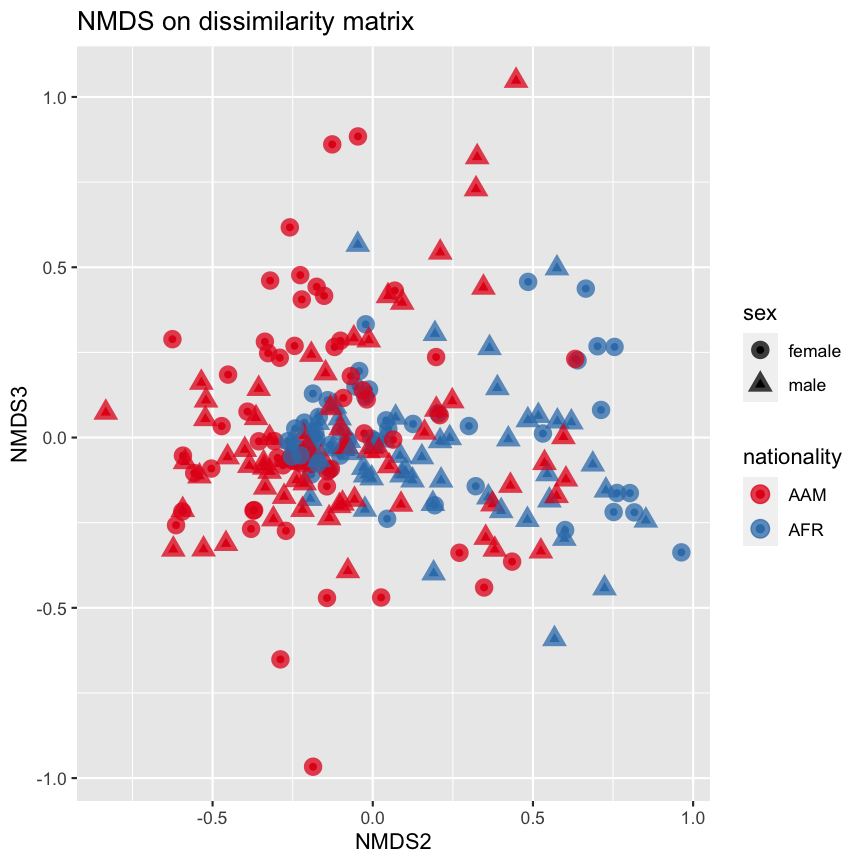 NMDS on dissimilarity matrix
1.0
0.5
0.0
-0.5
-1.0
NMDS3
-0.5
0.0
0.5
1.0
NMDS2
sex
female
male
nationality
AAM
AFR